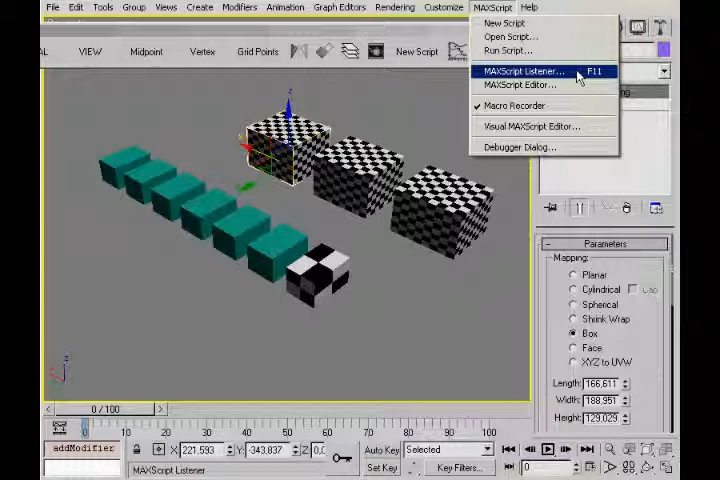 File Edit Tools Group Views Create Modifiers Animation Graph Editors Rendering Customize MAXScript Help
New Script
Open Script...
Run Script...
MAXScript Listener... F11
MAXScript Editor...
Macro Recorder
Visual MAXScript Editor...
Debugger Dialog...
AL VIEW Midpoint Vertex Grid Points New Script
z
Parameters
Mapping:
Planar
Cylindrical Cap
Spherical
Shrink Wrap
Box
Face
XYZ to UVW
Length: 166,611
Width: 188,951
Height: 129,029
z
0 / 100
0 10 20 30 40 50 60 70 80 90 100
addModifier X: 221,593 Y: -343,837 Z: 0,0 Auto Key Selected
MAXScript Listener Set Key Key Filters... 0